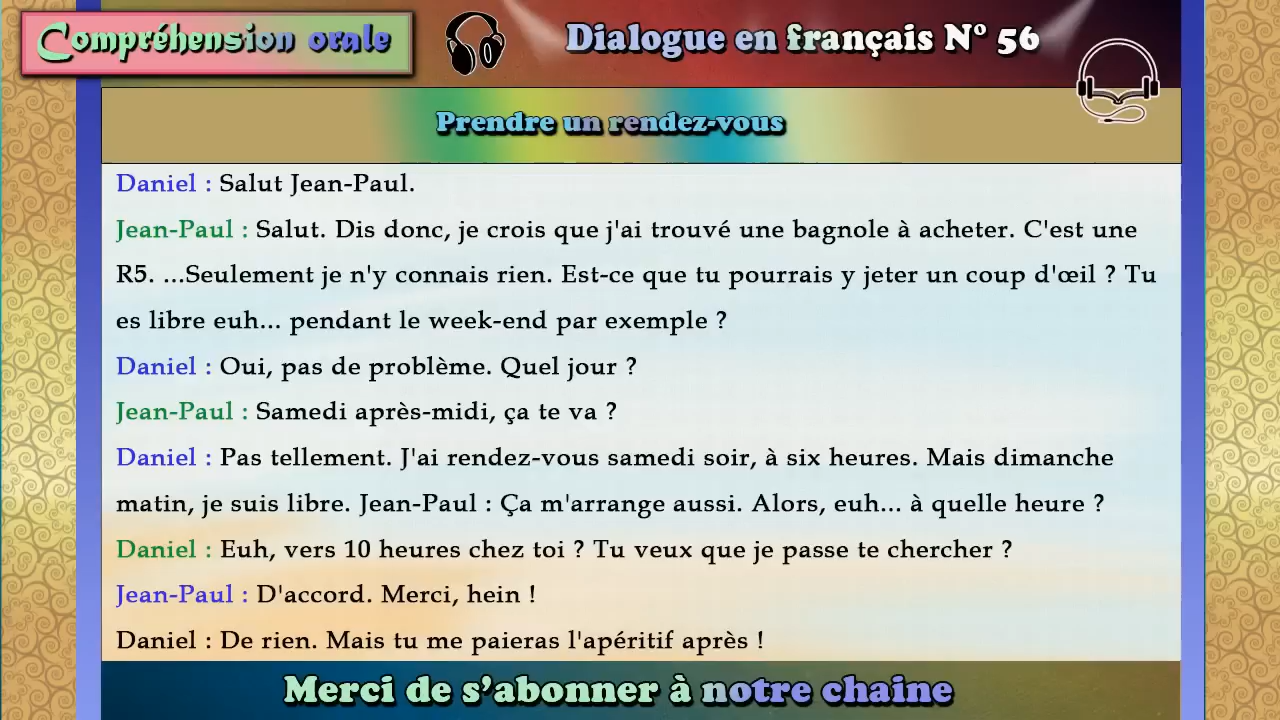 Compréhension orale
Dialogue en français N° 56
Prendre un rendez-vous
Daniel : Salut Jean-Paul.
Jean-Paul : Salut. Dis donc, je crois que j'ai trouvé une bagnole à acheter. C'est une
R5. ...Seulement je n'y connais rien. Est-ce que tu pourrais y jeter un coup d'œil ? Tu
es libre euh... pendant le week-end par exemple ?
Daniel : Oui, pas de problème. Quel jour ?
Jean-Paul : Samedi après-midi, ça te va ?
Daniel : Pas tellement. J'ai rendez-vous samedi soir, à six heures. Mais dimanche
matin, je suis libre. Jean-Paul : Ça m'arrange aussi. Alors, euh... à quelle heure ?
Daniel : Euh, vers 10 heures chez toi ? Tu veux que je passe te chercher ?
Jean-Paul : D'accord. Merci, hein !
Daniel : De rien. Mais tu me paieras l'apéritif après !
Merci de s'abonner à notre chaine